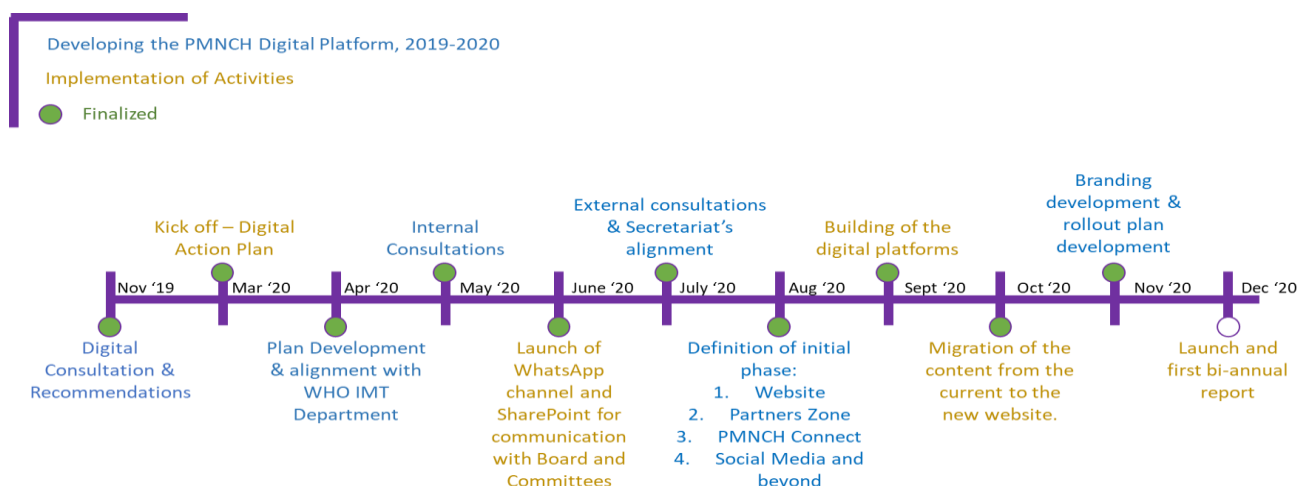 Developing the PMNCH Digital Platform, 2019-2020
Implementation of Activities
Finalized
Kick off – Digital
Action Plan
Internal
Consultations
External consultations
& Secretariat’s
alignment
Building of the
digital platforms
Branding
development &
rollout plan
development
Nov ‘19
Mar ‘20
Apr ‘20
May ‘20
June ‘20
July ‘20
Aug ‘20
Sept ‘20
Oct ‘20
Nov ‘20
Dec ‘20
Digital
Consultation &
Recommendations
Plan Development
& alignment with
WHO IMT
Department
Launch of
WhatsApp
channel and
SharePoint for
communication
with Board and
Committees
Definition of initial
phase:
1. Website
2. Partners Zone
3. PMNCH Connect
4. Social Media and
beyond
Migration of the
content from the
current to the
new website.
Launch and
first bi-annual
report